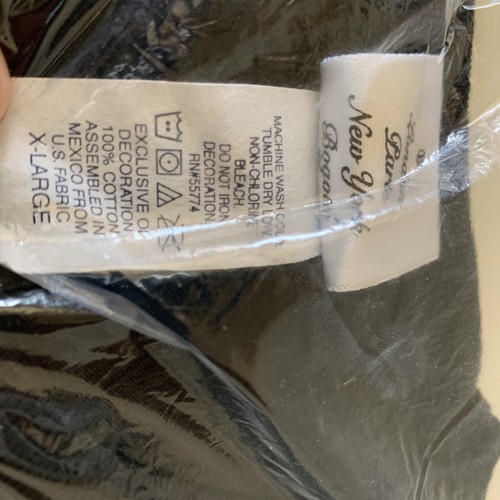 MACHINE WASH COLD
TUMBLE DRY LOW
NON-CHLORINE
BLEACH.
DO NOT IRON
DECORATION.
RN#55774
EXCLUSIVE OF
DECORATION
100% COTTON
ASSEMBLED IN
MEXICO FROM
U.S. FABRIC
X-LARGE
New York